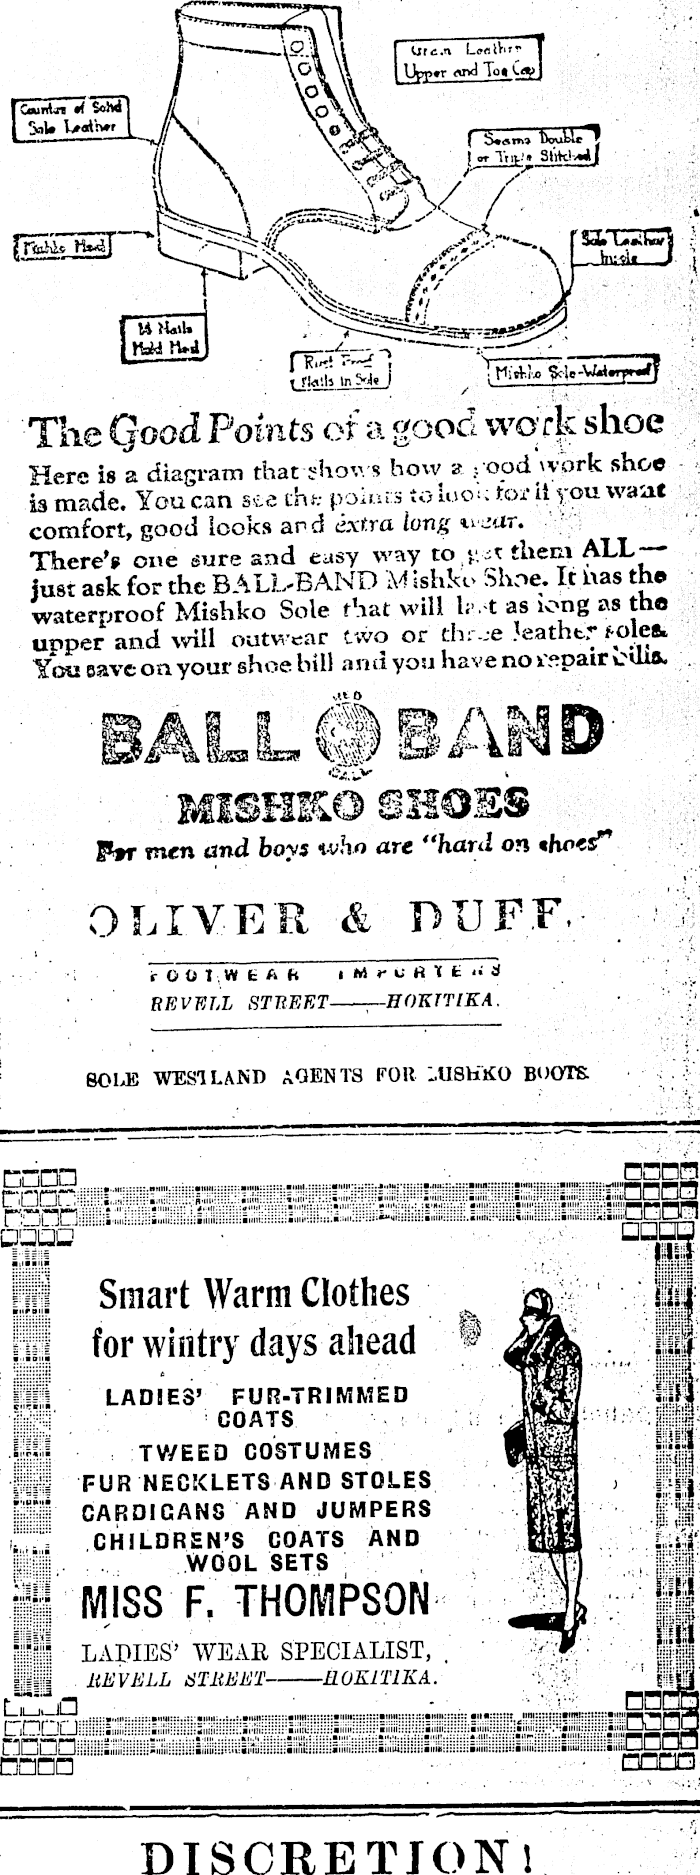 Grain Leather
Upper and Toe Cap
Counter of Solid
Sole Leather
Seams Double
or Triple Stitched
Mishko Heel
Sole Leather
Insole
Nails
Hold Heel
Rust Proof
Nails in Sole
Mishko Sole-Waterproof
The Good Points of a good work shoe
Here is a diagram that shows how a good work shoe
is made. You can see the points to look for if you want
comfort, good looks and extra long wear.
There's one sure and easy way to get them ALL—
just ask for the BALL-BAND Mishko Shoe. It has the
waterproof Mishko Sole that will last as long as the
upper and will outwear two or three leather soles.
You save on your shoe bill and you have no repair bills.
RED
BALL BAND
BALL
MISHKO SHOES
For men and boys who are "hard on shoes"
OLIVER & DUFF,
FOOTWEAR IMPORTERS
REVELL STREET——HOKITIKA.
SOLE WESTLAND AGENTS FOR MISHKO BOOTS.
Smart Warm Clothes
for wintry days ahead
LADIES' FUR-TRIMMED
COATS
TWEED COSTUMES
FUR NECKLETS AND STOLES
CARDIGANS AND JUMPERS
CHILDREN'S COATS AND
WOOL SETS
MISS F. THOMPSON
LADIES' WEAR SPECIALIST,
REVELL STREET——HOKITIKA.
DISCRETION!